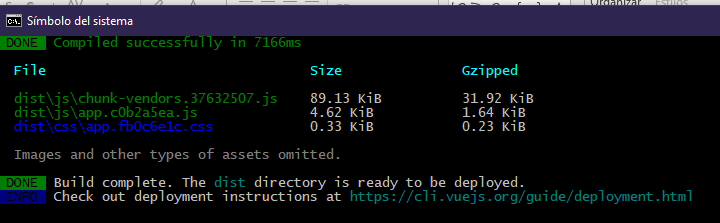 Organizar
Estilos
Símbolo del sistema
DONE Compiled successfully in 7166ms
File Size Gzipped
dist\js\chunk-vendors.37632507.js 89.13 KiB 31.92 KiB
dist\js\app.c0b2a5ea.js 4.62 KiB 1.64 KiB
dist\css\app.fb0c6e1c.css 0.33 KiB 0.23 KiB
Images and other types of assets omitted.
DONE Build complete. The dist directory is ready to be deployed.
INFO Check out deployment instructions at https://cli.vuejs.org/guide/deployment.html